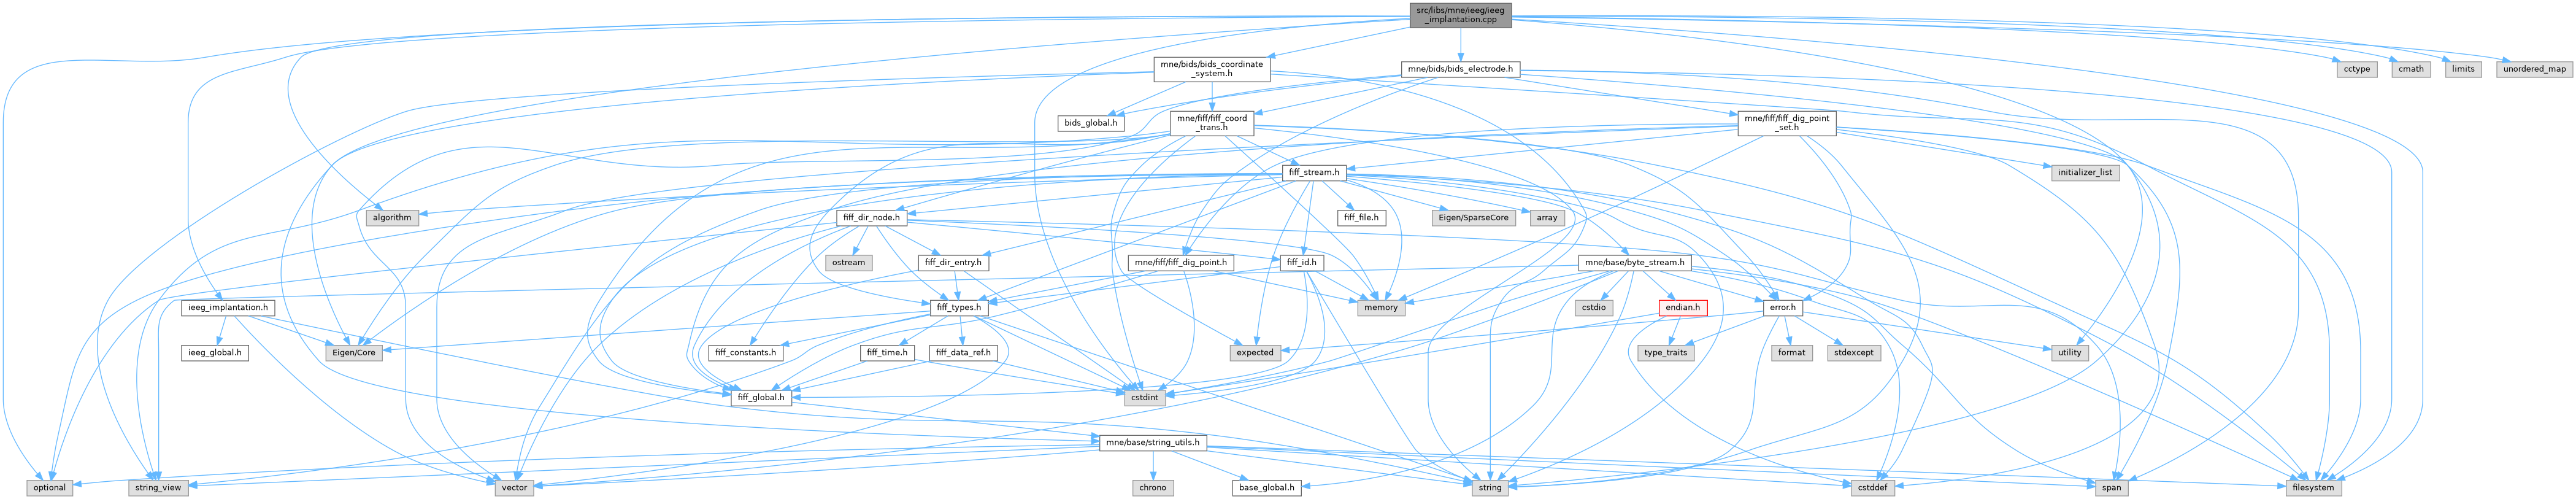 src/libs/mne/ieeg/ieeg
_implantation.cpp
mne/bids/bids_coordinate
_system.h
mne/bids/bids_electrode.h
cctype
cmath
limits
unordered_map
bids_global.h
mne/fiff/fiff_coord
_trans.h
mne/fiff/fiff_dig_point
_set.h
fiff_stream.h
initializer_list
algorithm
fiff_dir_node.h
fiff_file.h
Eigen/SparseCore
array
ostream
fiff_dir_entry.h
mne/fiff/fiff_dig_point.h
fiff_id.h
mne/base/byte_stream.h
ieeg_implantation.h
fiff_types.h
memory
cstdio
endian.h
error.h
ieeg_global.h
Eigen/Core
fiff_constants.h
fiff_time.h
fiff_data_ref.h
expected
type_traits
format
stdexcept
utility
fiff_global.h
cstdint
mne/base/string_utils.h
optional
string_view
vector
chrono
base_global.h
string
cstddef
span
filesystem